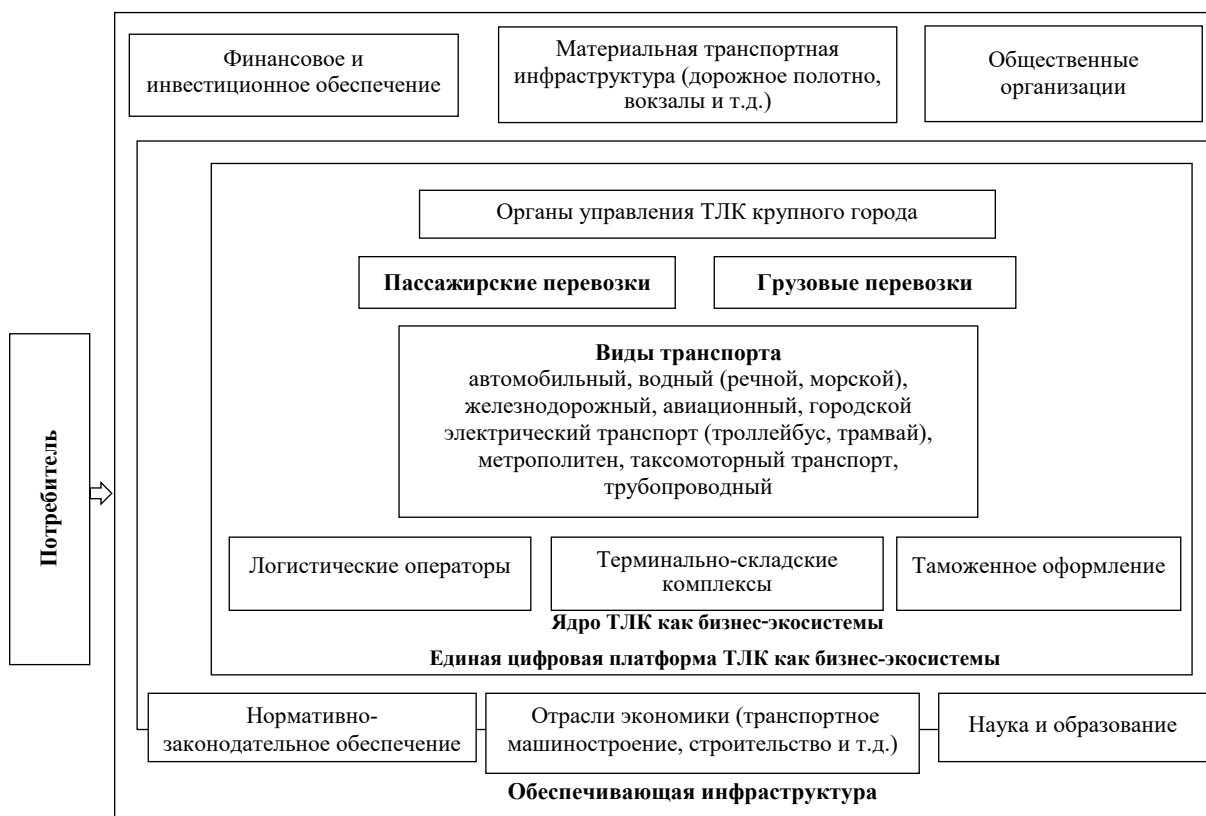 Финансовое и
инвестиционное обеспечение
Материальная транспортная
инфраструктура (дорожное полотно,
вокзалы и т.д.)
Общественные
организации
Органы управления ТЛК крупного города
Пассажирские перевозки
Грузовые перевозки
Виды транспорта
автомобильный, водный (речной, морской),
железнодорожный, авиационный, городской
электрический транспорт (троллейбус, трамвай),
метрополитен, таксомоторный транспорт,
трубопроводный
Потребитель
Логистические операторы
Терминально-складские
комплексы
Таможенное оформление
Ядро ТЛК как бизнес-экосистемы
Единая цифровая платформа ТЛК как бизнес-экосистемы
Нормативно-
законодательное обеспечение
Отрасли экономики (транспортное
машиностроение, строительство и т.д.)
Наука и образование
Обеспечивающая инфраструктура